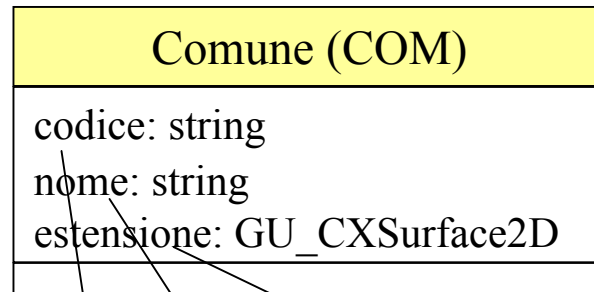 Comune (COM)
codice: string
nome: string
estensione: GU_CXSurface2D